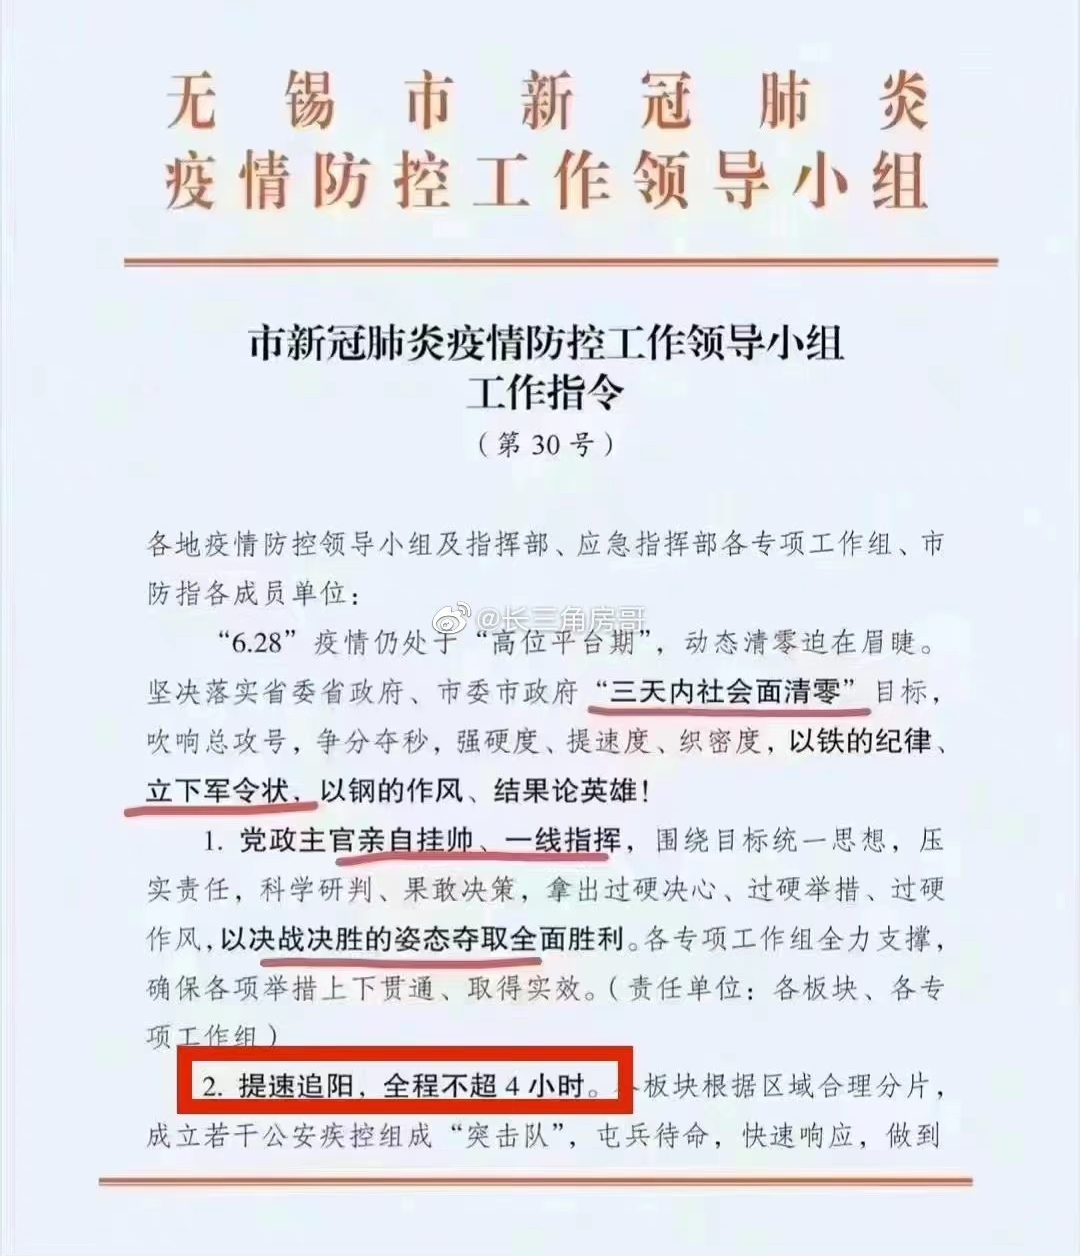 无锡市新冠肺炎
疫情防控工作领导小组
市新冠肺炎疫情防控工作领导小组
工作指令
（第 30 号）
各地疫情防控领导小组及指挥部、应急指挥部各专项工作组、市
防指各成员单位：
@长三角房哥
“6.28”疫情仍处于“高位平台期”，动态清零迫在眉睫。
坚决落实省委省政府、市委市政府“三天内社会面清零”目标，
吹响总攻号，争分夺秒，强硬度、提速度、织密度，以铁的纪律、
立下军令状，以钢的作风、结果论英雄！
1. 党政主官亲自挂帅、一线指挥，围绕目标统一思想，压
实责任，科学研判、果敢决策，拿出过硬决心、过硬举措、过硬
作风，以决战决胜的姿态夺取全面胜利。各专项工作组全力支撑，
确保各项举措上下贯通、取得实效。（责任单位：各板块、各专
项工作组）
2. 提速追阳，全程不超 4 小时。板块根据区域合理分片，
成立若干公安疾控组成“突击队”，屯兵待命，快速响应，做到